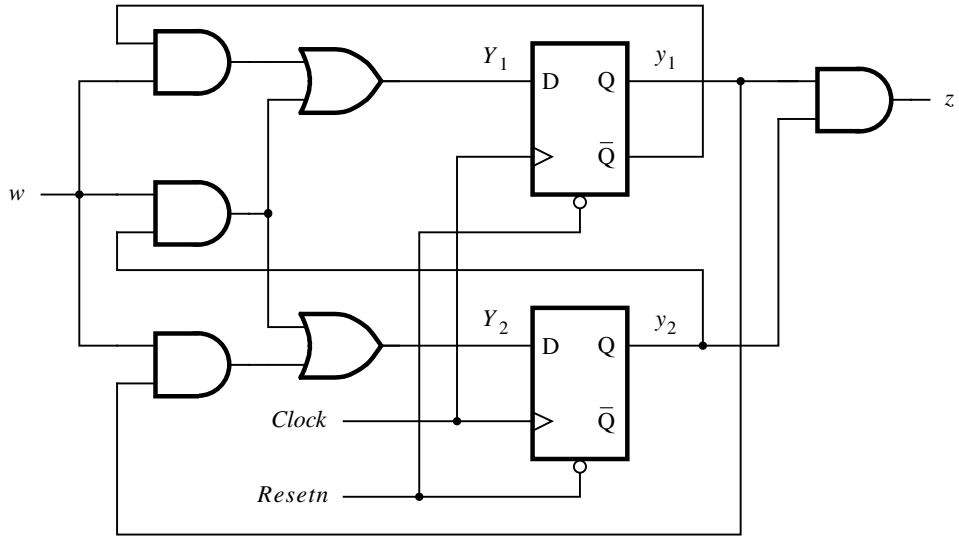 Y1 y1
D Q
z
Q̅
w
Y2 y2
D Q
Clock Q̅
Resetn